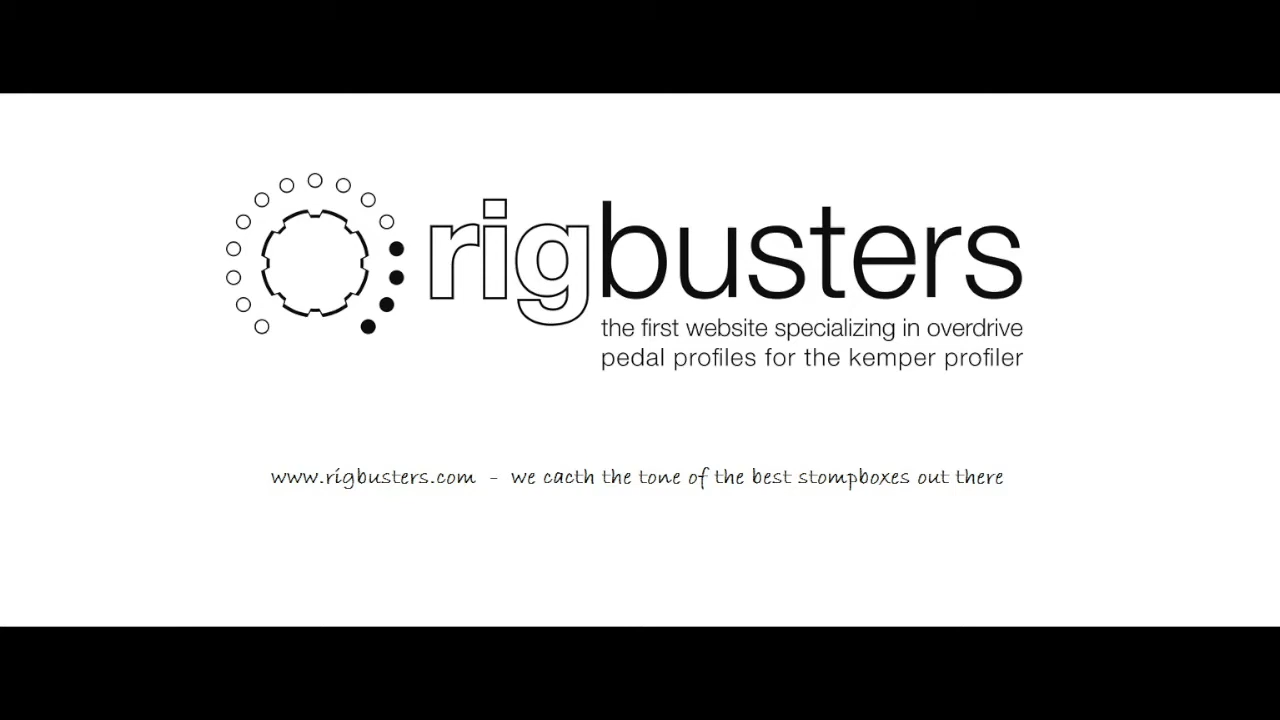 rigbusters
the first website specializing in overdrive
pedal profiles for the kemper profiler
www.rigbusters.com - we cacth the tone of the best stompboxes out there